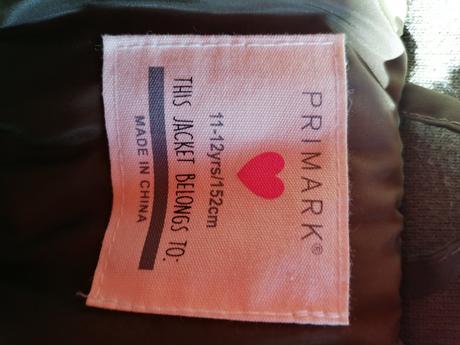 PRIMARK®
11-12yrs/152cm
THIS JACKET BELONGS TO:
MADE IN CHINA